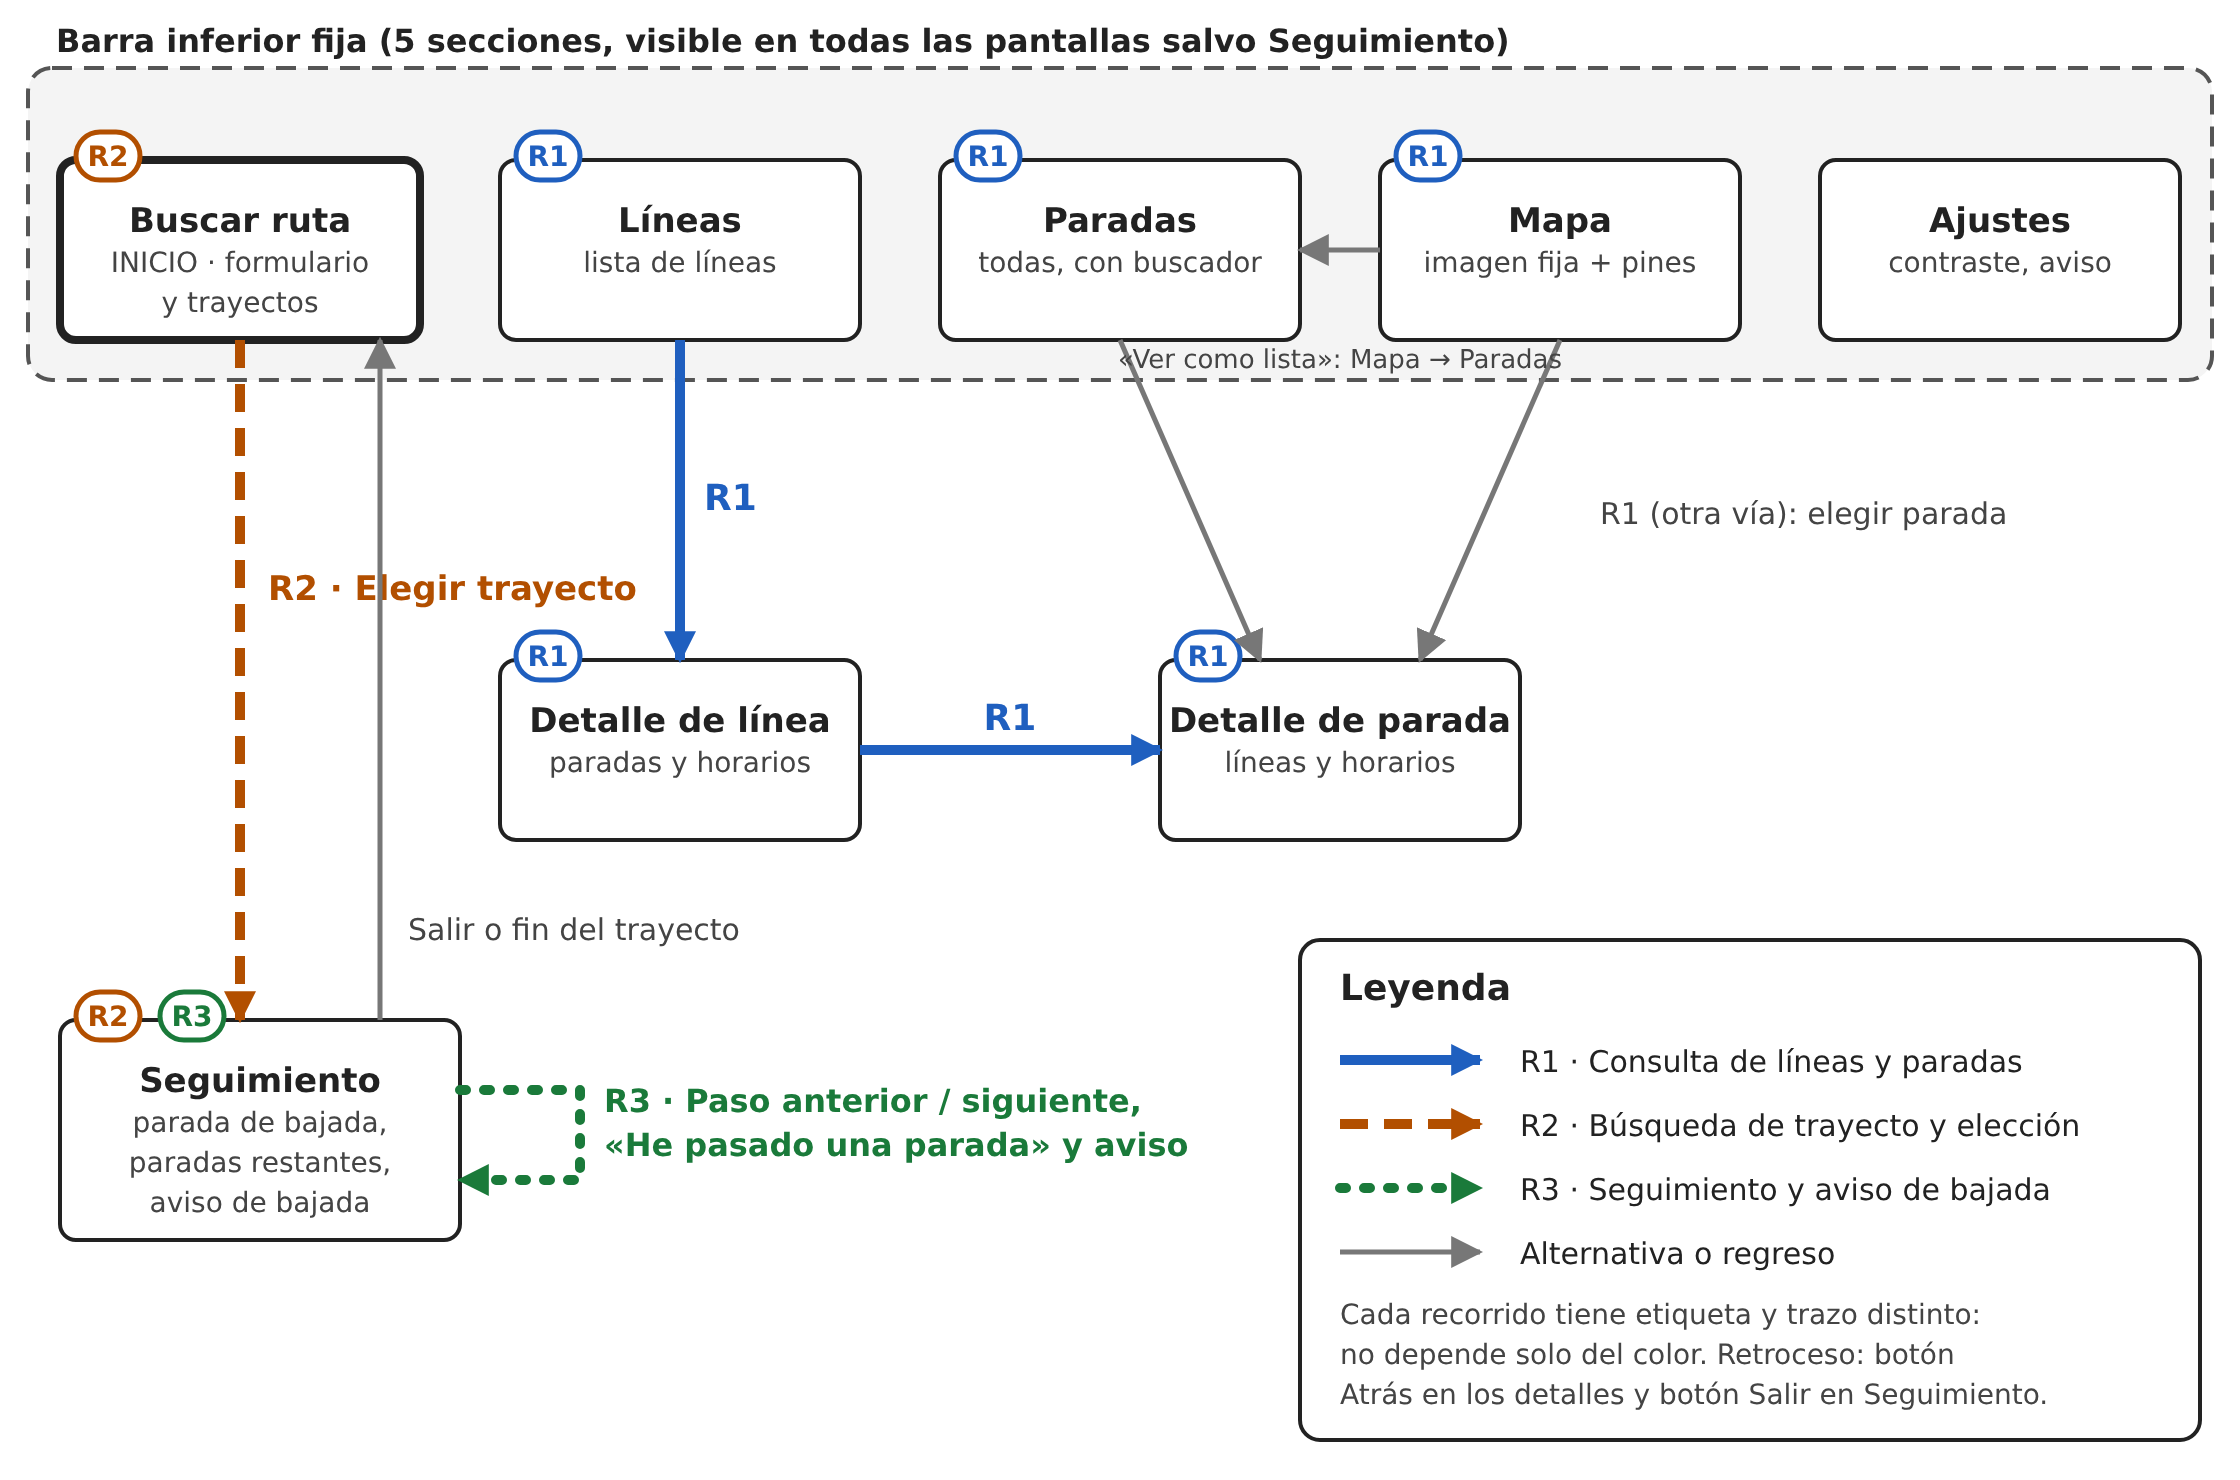 Barra inferior fija (5 secciones, visible en todas las pantallas salvo Seguimiento)
R2
Buscar ruta
INICIO · formulario
y trayectos
R1
Líneas
lista de líneas
R1
Paradas
todas, con buscador
R1
Mapa
imagen fija + pines
Ajustes
contraste, aviso
«Ver como lista»: Mapa → Paradas
R1
R1 (otra vía): elegir parada
R2 · Elegir trayecto
R1
Detalle de línea
paradas y horarios
R1
R1
Detalle de parada
líneas y horarios
Salir o fin del trayecto
R2
R3
Seguimiento
parada de bajada,
paradas restantes,
aviso de bajada
R3 · Paso anterior / siguiente,
«He pasado una parada» y aviso
Leyenda
R1 · Consulta de líneas y paradas
R2 · Búsqueda de trayecto y elección
R3 · Seguimiento y aviso de bajada
Alternativa o regreso
Cada recorrido tiene etiqueta y trazo distinto:
no depende solo del color. Retroceso: botón
Atrás en los detalles y botón Salir en Seguimiento.